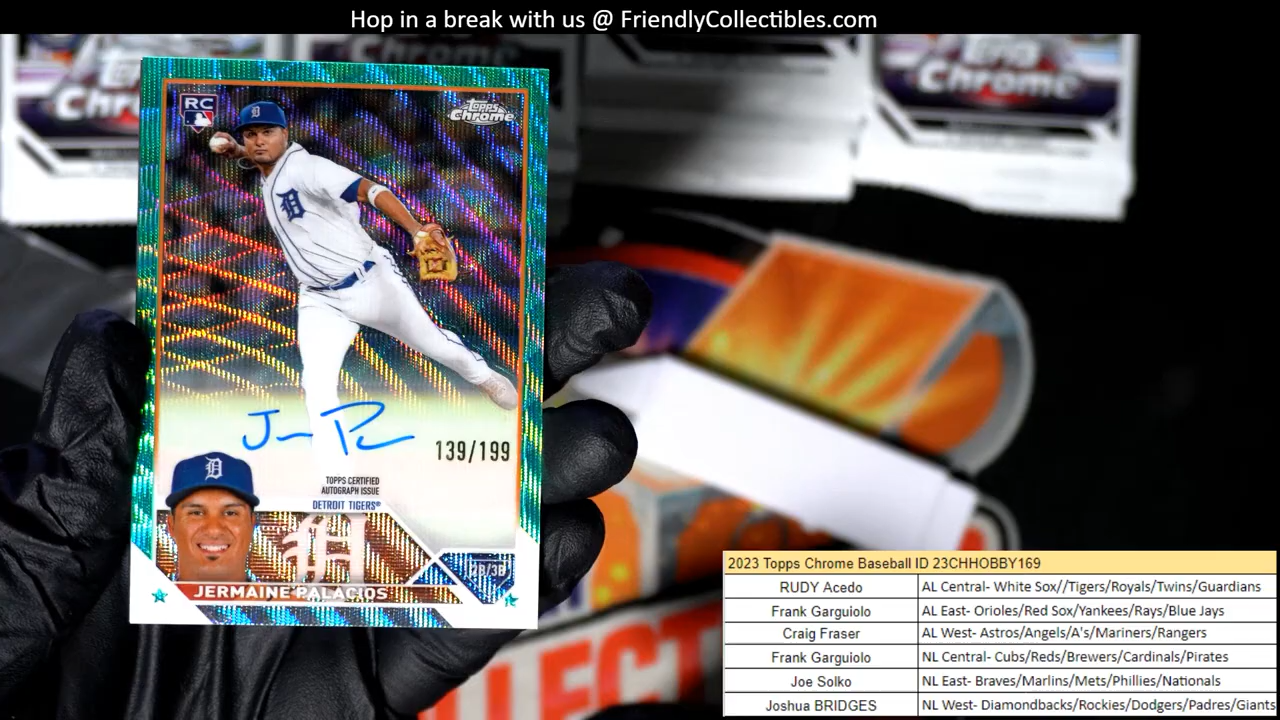 Hop in a break with us @ FriendlyCollectibles.com
Chrome
Chrome
RC
Topps
Chrome
139/199
TOPPS CERTIFIED
AUTOGRAPH ISSUE
DETROIT TIGERS®
2B/3B
JERMAINE PALACIOS
2023 Topps Chrome Baseball ID 23CHHOBBY169
RUDY Acedo AL Central- White Sox//Tigers/Royals/Twins/Guardians
Frank Garguiolo AL East- Orioles/Red Sox/Yankees/Rays/Blue Jays
Craig Fraser AL West- Astros/Angels/A's/Mariners/Rangers
Frank Garguiolo NL Central- Cubs/Reds/Brewers/Cardinals/Pirates
Joe Solko NL East- Braves/Marlins/Mets/Phillies/Nationals
Joshua BRIDGES NL West- Diamondbacks/Rockies/Dodgers/Padres/Giants